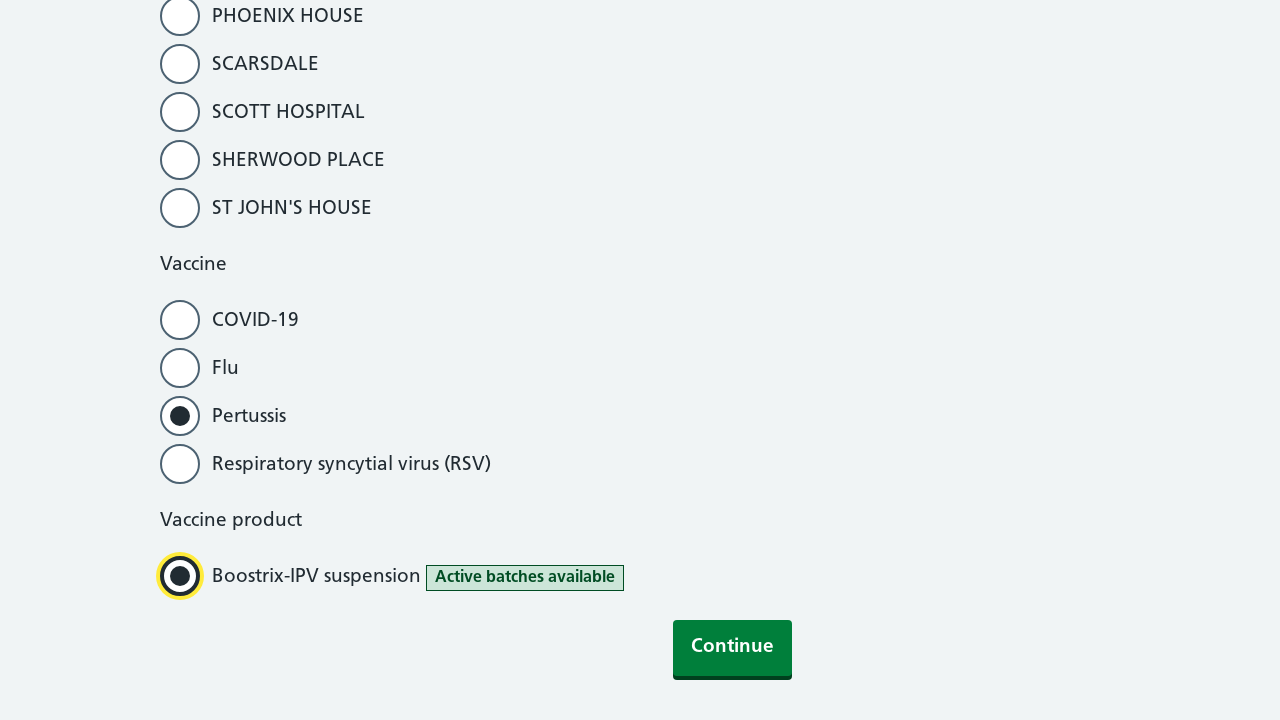 PHOENIX HOUSE
SCARSDALE
SCOTT HOSPITAL
SHERWOOD PLACE
ST JOHN'S HOUSE
Vaccine
COVID-19
Flu
Pertussis
Respiratory syncytial virus (RSV)
Vaccine product
Boostrix-IPV suspension Active batches available
Continue